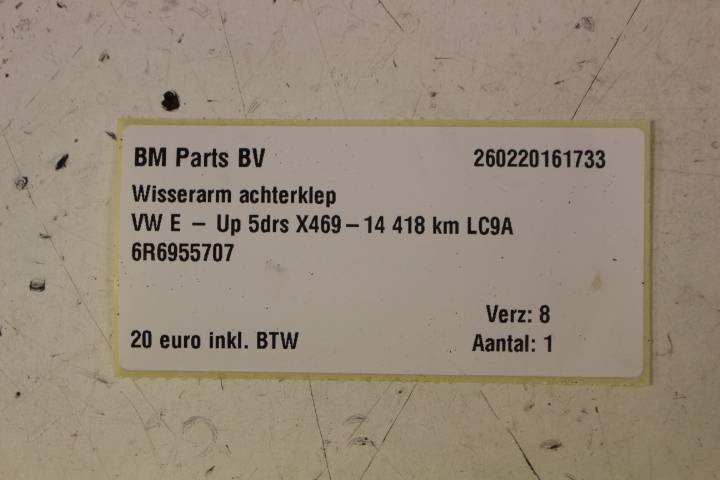 BM Parts BV 260220161733
Wisserarm achterklep
VW E – Up 5drs X469–14 418 km LC9A
6R6955707
Verz: 8
20 euro inkl. BTW Aantal: 1